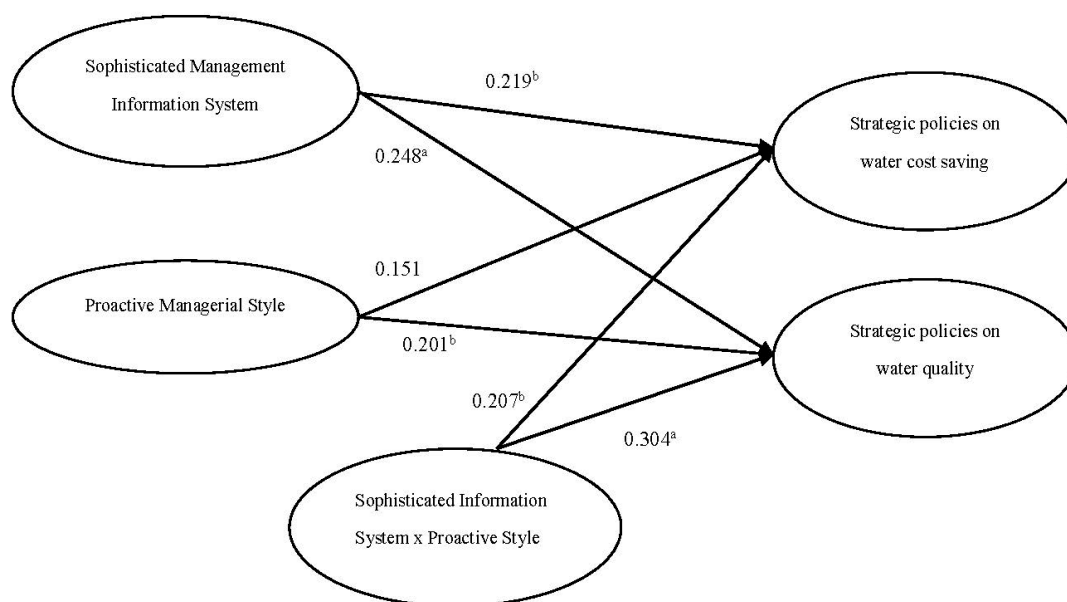 Sophisticated Management
Information System
0.219ᵇ
Strategic policies on
water cost saving
0.248ᵃ
Proactive Managerial Style
0.151
0.201ᵇ
Strategic policies on
water quality
0.207ᵇ
0.304ᵃ
Sophisticated Information
System x Proactive Style